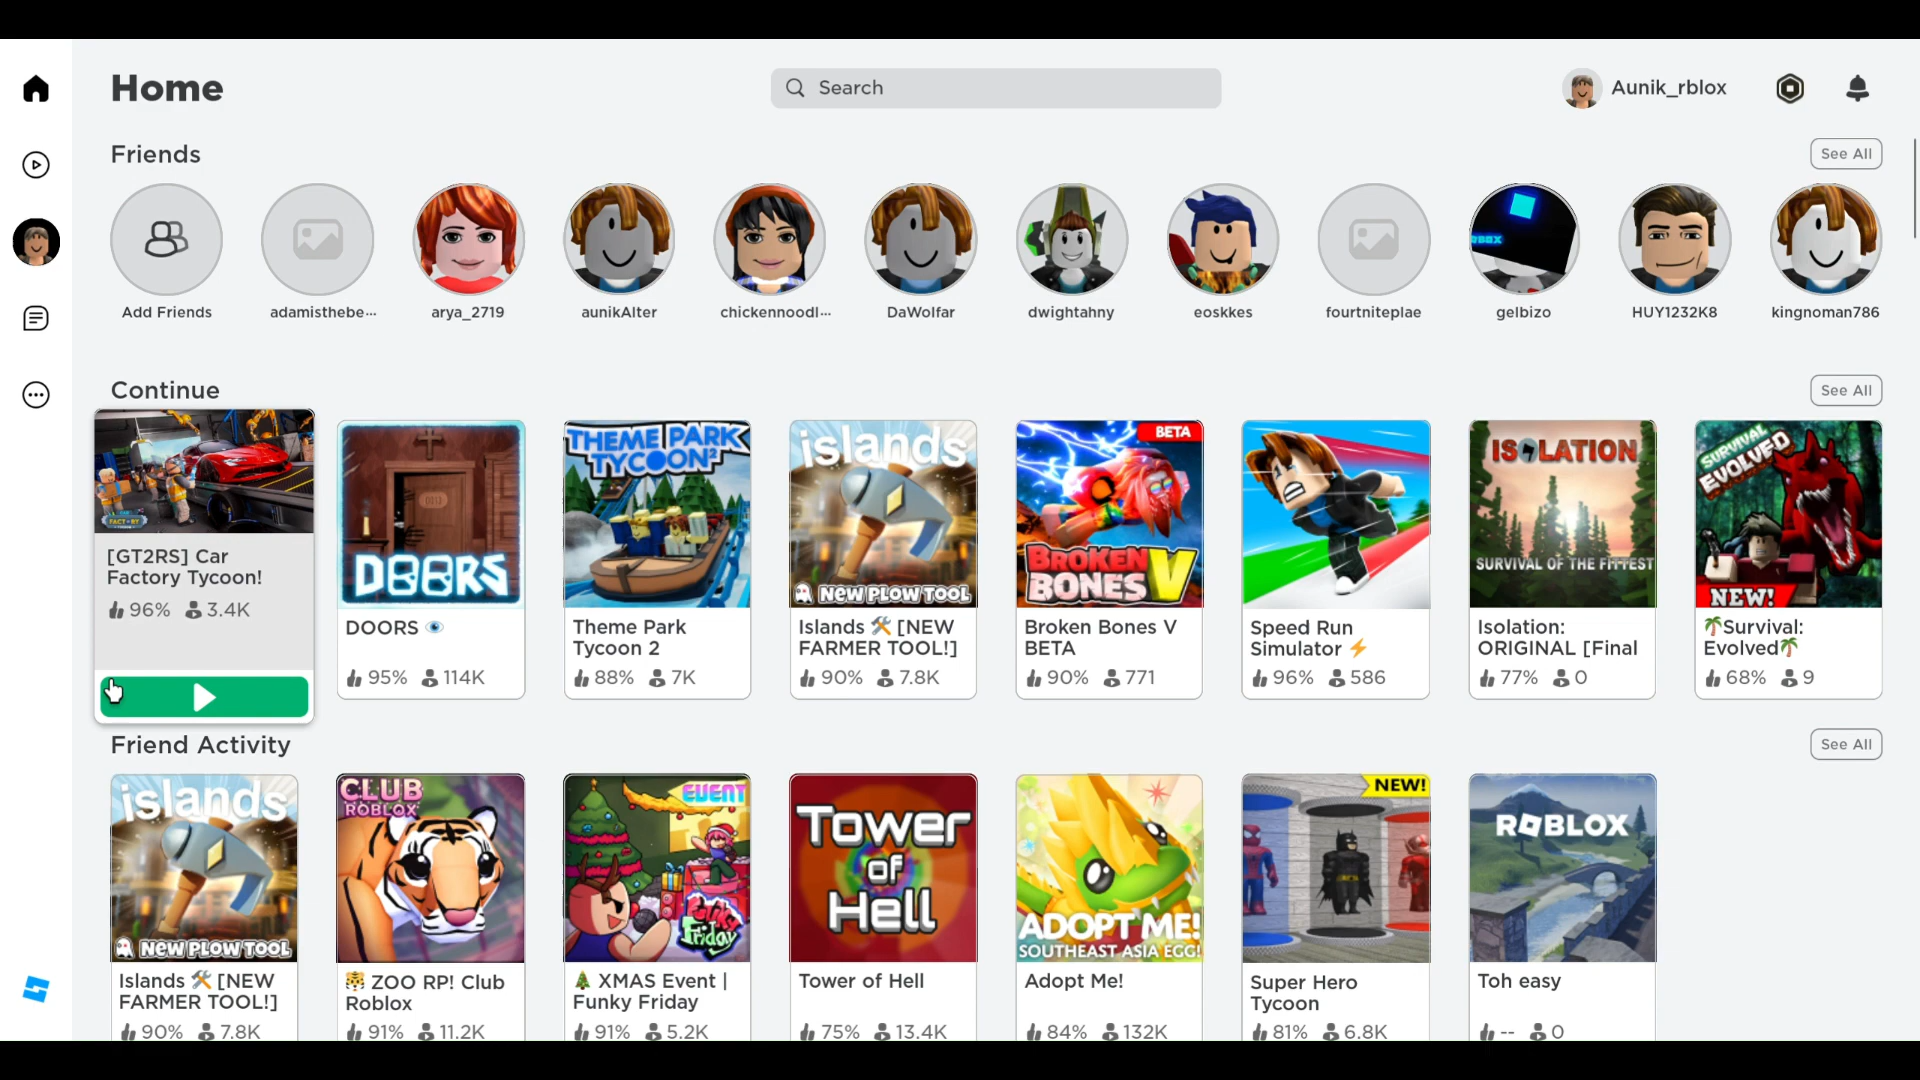 Home
Search
Aunik_rblox
Friends
See All
Add Friends
adamisthebe...
arya_2719
aunikAlter
chickennoodl...
DaWolfar
dwightahny
eoskkes
fourtniteplae
gelbizo
HUY1232K8
kingnoman786
Continue
See All
FACTORY
[GT2RS] Car
Factory Tycoon!
96% 3.4K
DOORS
DOORS 👁️
95% 114K
THEME PARK
TYCOON 2
Theme Park
Tycoon 2
88% 7K
islands
NEW PLOW TOOL
Islands 🛠️ [NEW
FARMER TOOL!]
90% 7.8K
BETA
BROKEN
BONES V
Broken Bones V
BETA
90% 771
Speed Run
Simulator ⚡
96% 586
ISOLATION
SURVIVAL OF THE FITTEST
Isolation:
ORIGINAL [Final
77% 0
SURVIVAL
EVOLVED
NEW!
🌴Survival:
Evolved🌴
68% 9
Friend Activity
See All
islands
NEW PLOW TOOL
Islands 🛠️ [NEW
FARMER TOOL!]
90% 7.8K
CLUB
ROBLOX
🐯 ZOO RP! Club
Roblox
91% 11.2K
EVENT
Funky
Friday
🎄 XMAS Event |
Funky Friday
91% 5.2K
Tower
of
Hell
Tower of Hell
75% 13.4K
ADOPT ME!
SOUTHEAST ASIA EGG!
Adopt Me!
84% 132K
NEW!
Super Hero
Tycoon
81% 6.8K
ROBLOX
Toh easy
-- 0